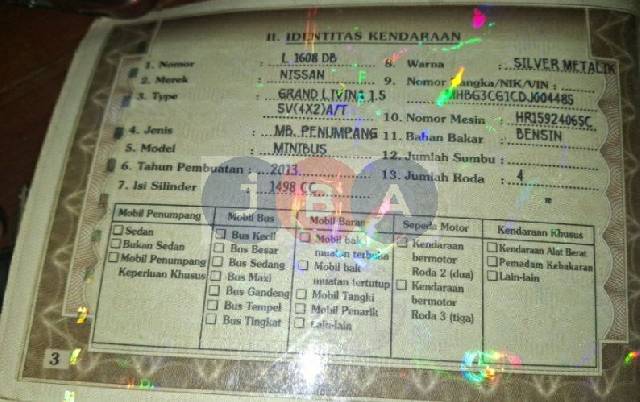 II. IDENTITAS KENDARAAN
1. Nomor : L 1608 DB
2. Merek : NISSAN
3. Type : GRAND LIVINA 1.5
SV(4X2)A/T
4. Jenis : MB. PENUMPANG
5. Model : MINIBUS
6. Tahun Pembuatan : 2013
7. Isi Silinder : 1498 CC
8. Warna : SILVER METALIK
9. Nomor Rangka/NIK/VIN :
MHBG3CG1CDJ004485
10. Nomor Mesin : HR15924065C
11. Bahan Bakar : BENSIN
12. Jumlah Sumbu :
13. Jumlah Roda : 4
JBA
Mobil Penumpang
Sedan
Bukan Sedan
Mobil Penumpang
Keperluan Khusus
Mobil Bus
Bus Kecil
Bus Besar
Bus Sedang
Bus Maxi
Bus Gandeng
Bus Tempel
Bus Tingkat
Mobil Barang
Mobil bak
muatan terbuka
Mobil bak
muatan tertutup
Mobil Tangki
Mobil Penarik
Lain-lain
Sepeda Motor
Kendaraan
bermotor
Roda 2 (dua)
Kendaraan
bermotor
Roda 3 (tiga)
Kendaraan Khusus
Kendaraan Alat Berat
Pemadam Kebakaran
Lain-lain
3